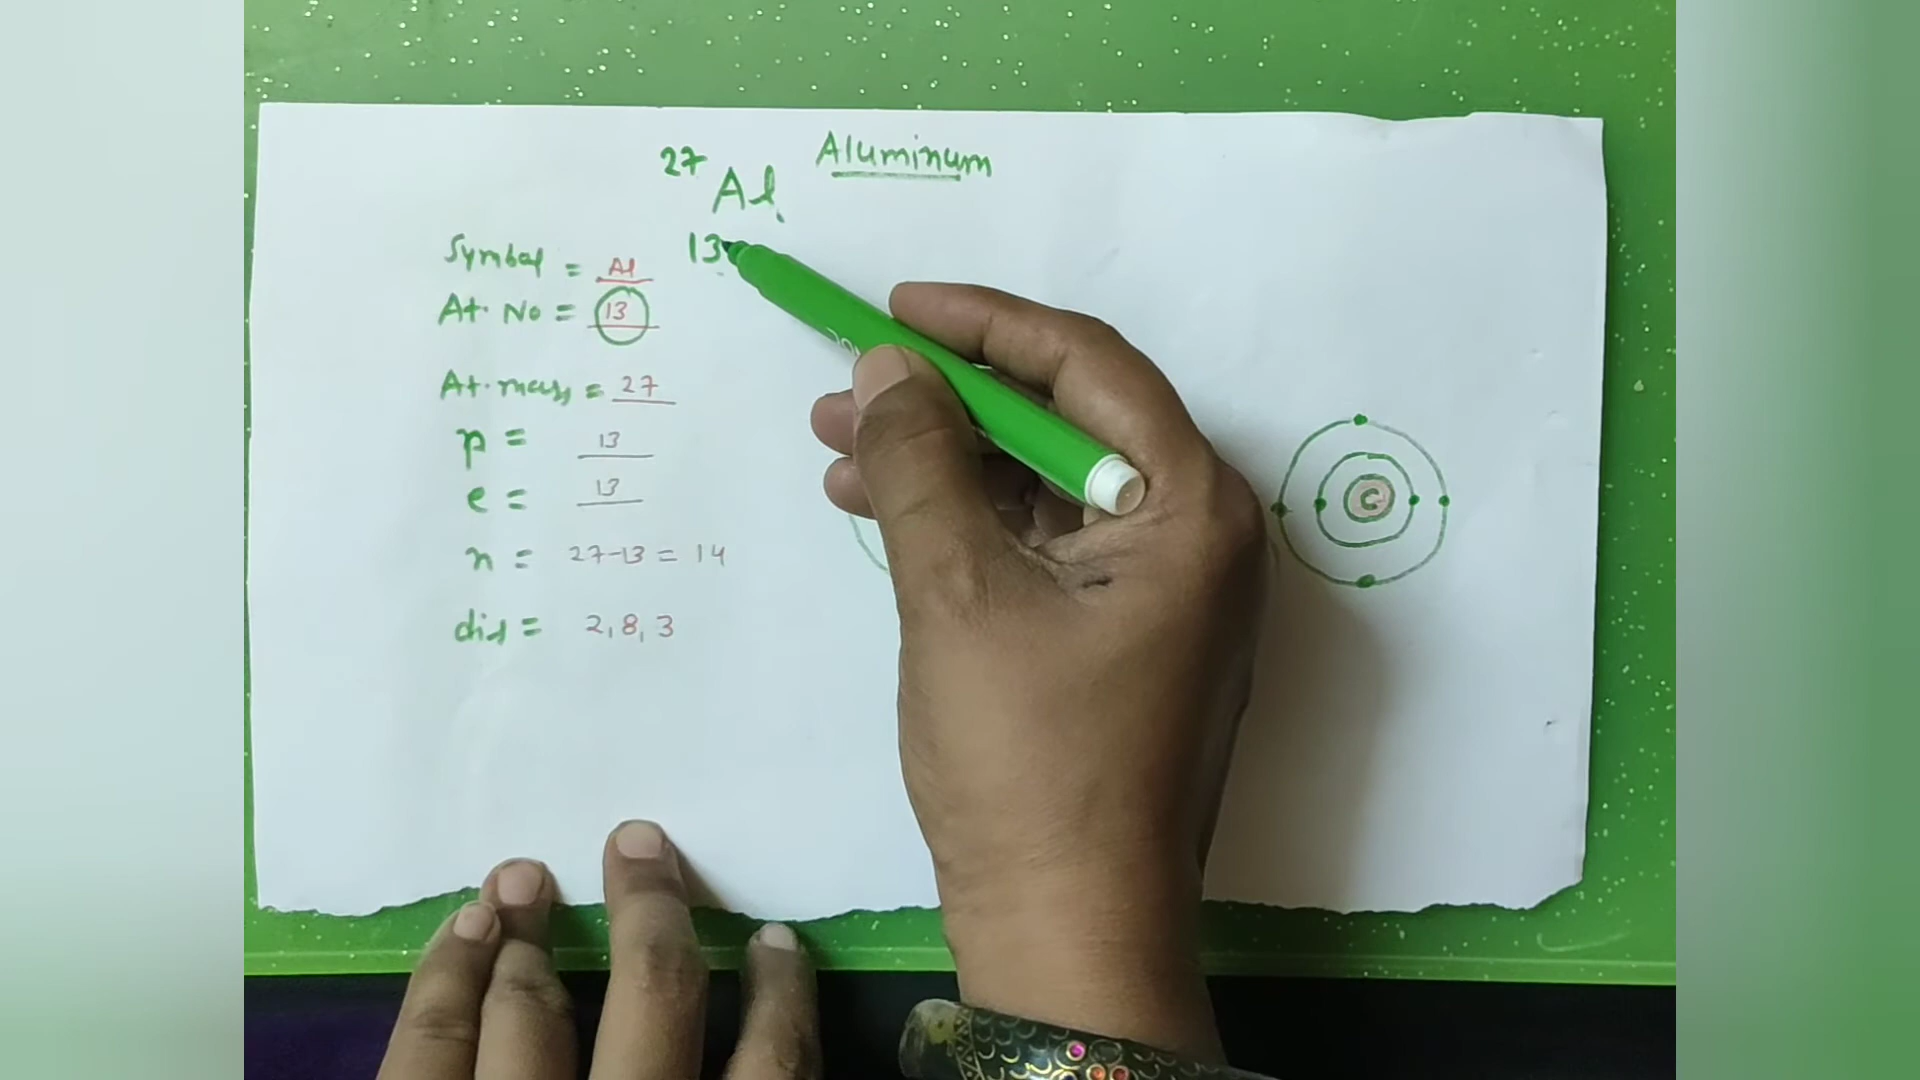 Aluminum
27
Al
13
Symbol = Al
At. No = 13
At. mass = 27
p = 13
e = 13
n = 27-13 = 14
dis = 2, 8, 3
C